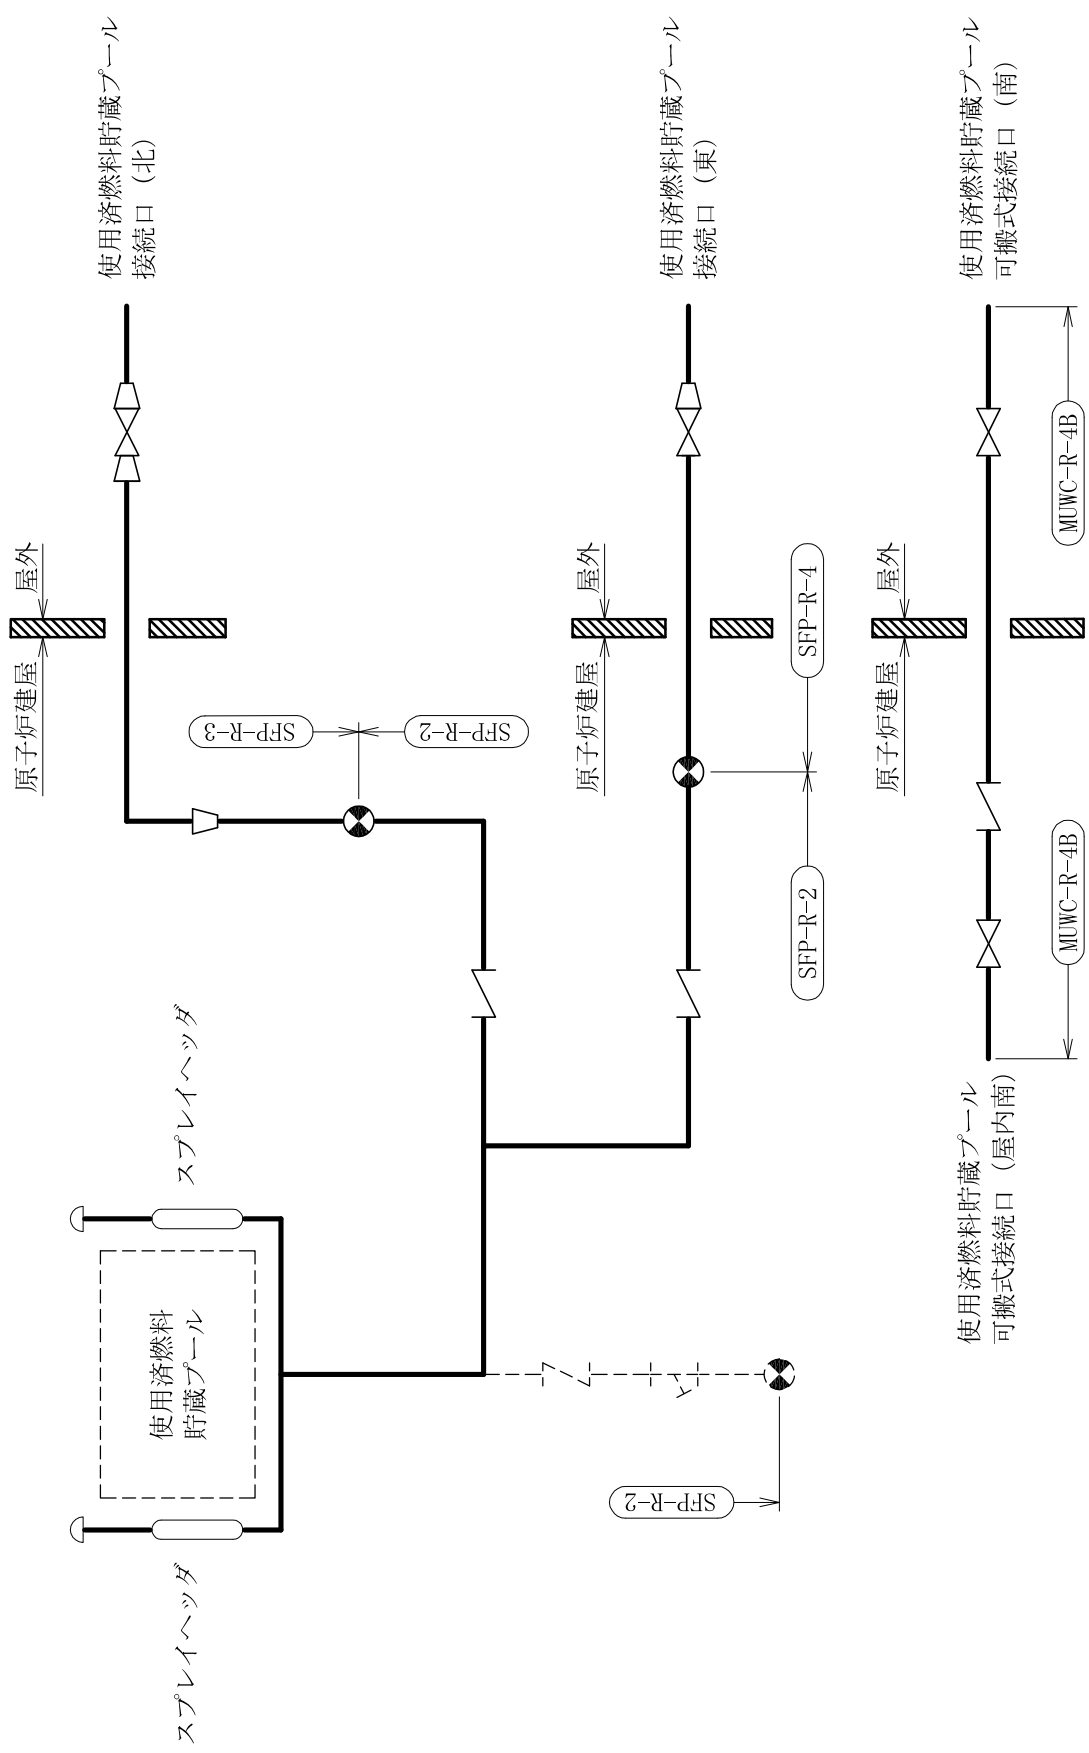 スプレイヘッダ
使用済燃料
貯蔵プール
スプレイヘッダ
原子炉建屋
屋外
使用済燃料貯蔵プール
接続口 (北)
SFP-R-3
SFP-R-2
原子炉建屋
屋外
使用済燃料貯蔵プール
接続口 (東)
SFP-R-2
SFP-R-2
SFP-R-4
使用済燃料貯蔵プール
可搬式接続口 (屋内南)
原子炉建屋
屋外
使用済燃料貯蔵プール
可搬式接続口 (南)
MUWC-R-4B
MUWC-R-4B